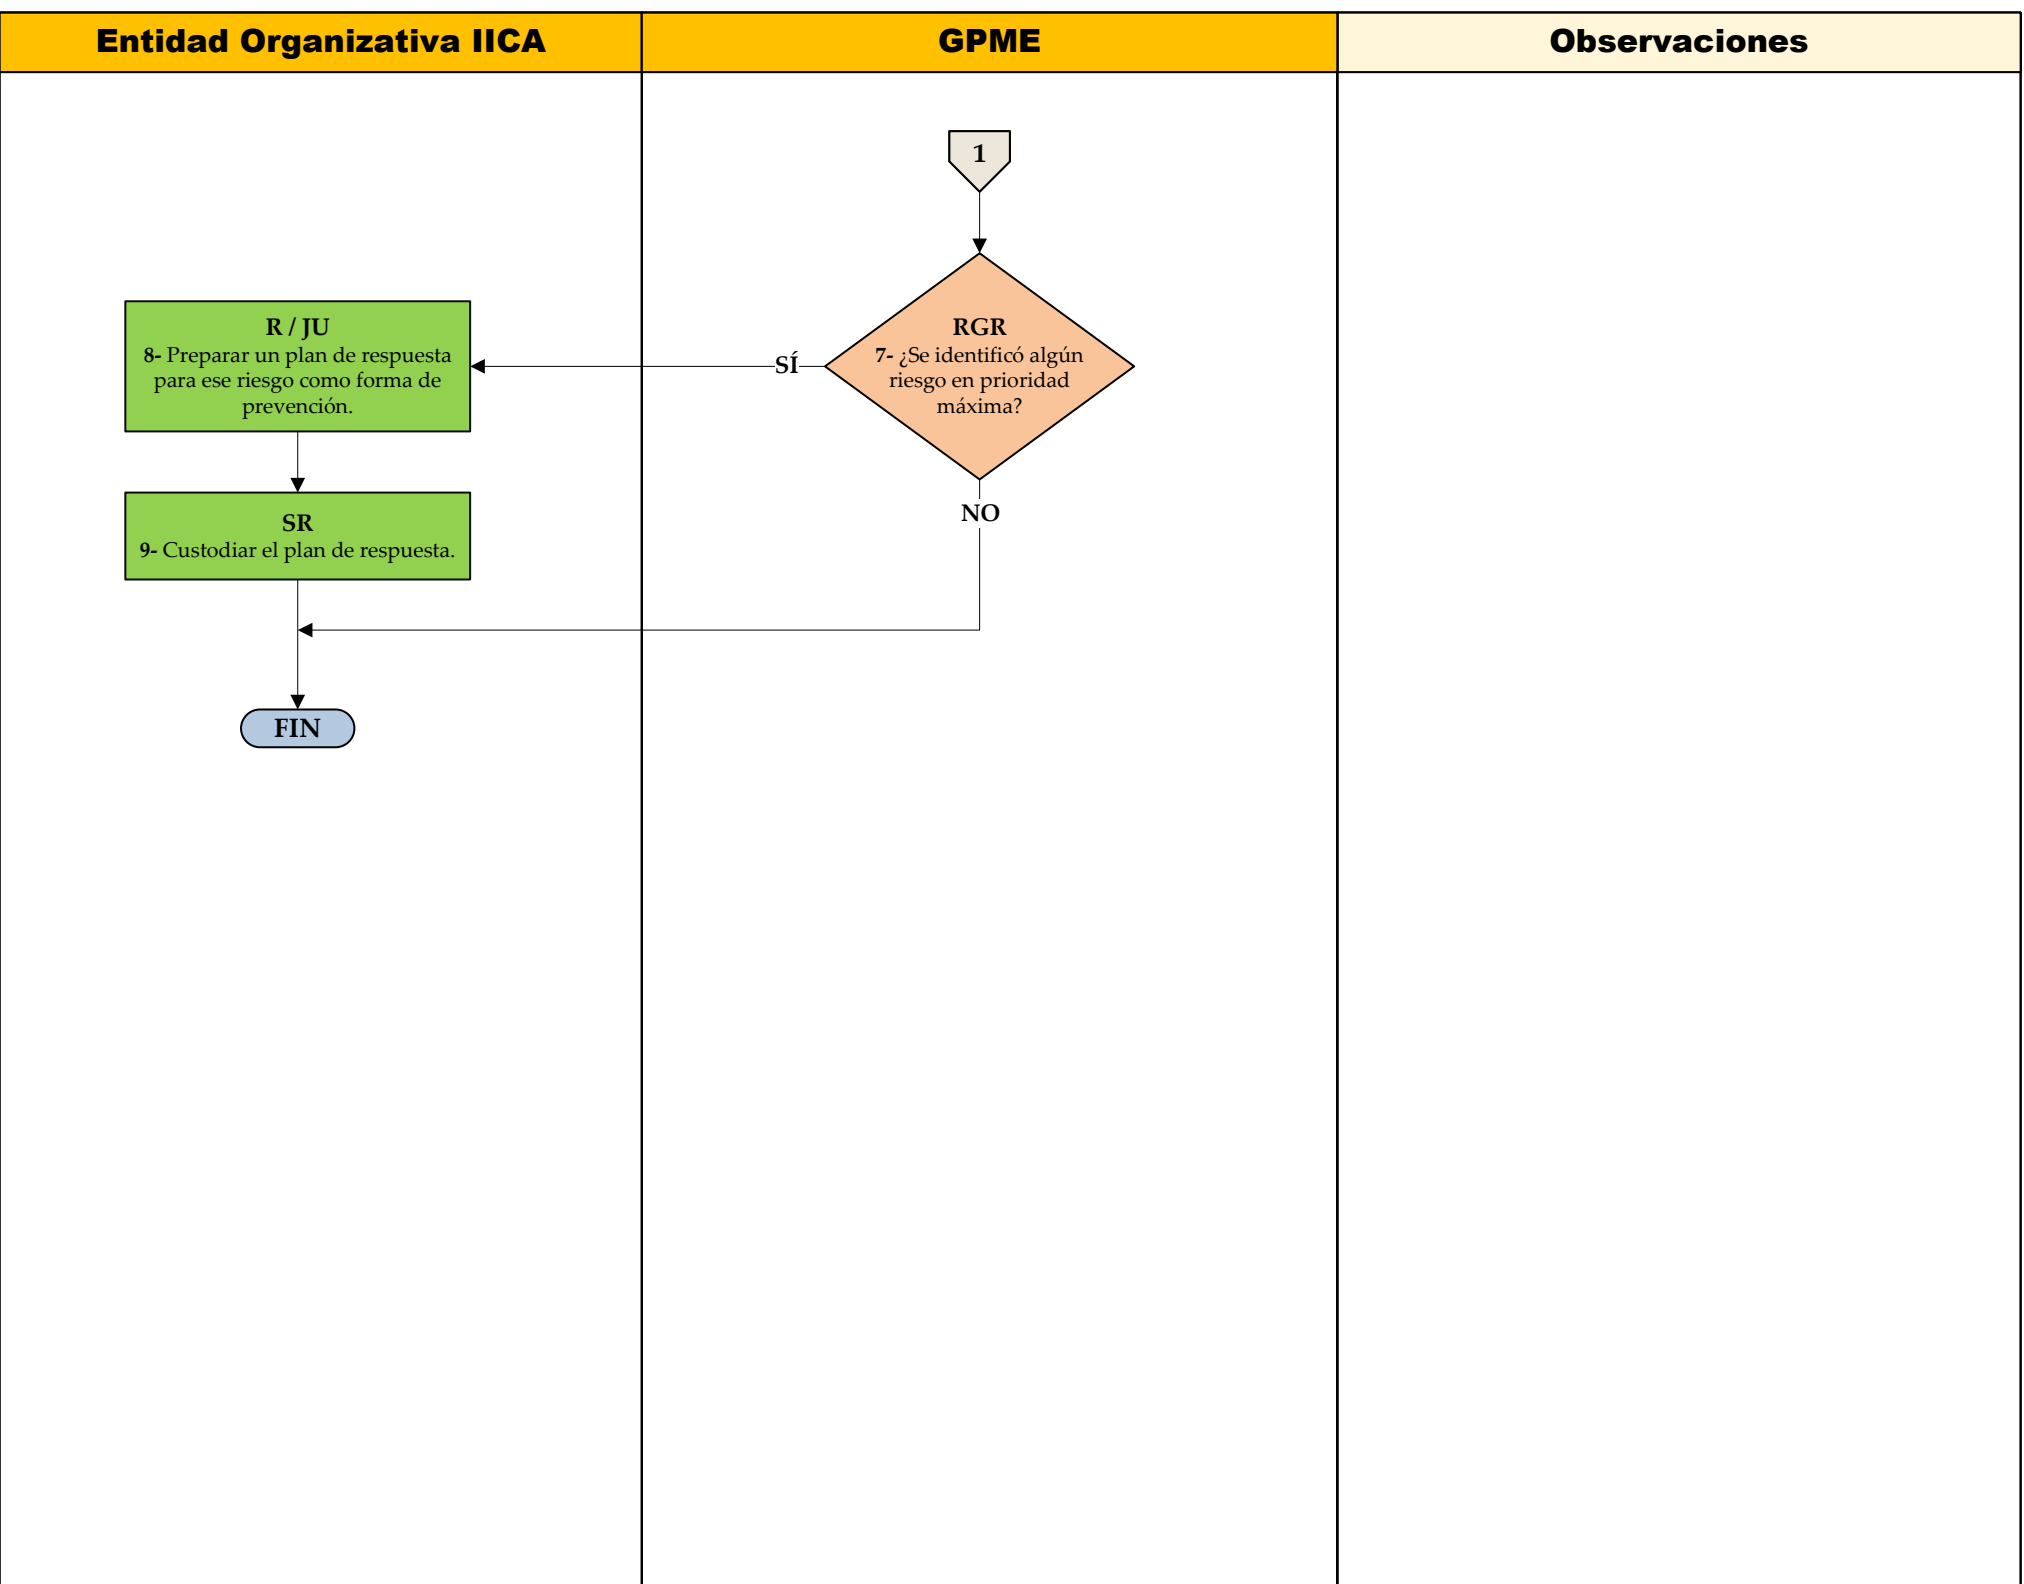 Entidad Organizativa IICA
GPME
Observaciones
1
RGR
7- ¿Se identificó algún
riesgo en prioridad
máxima?
SÍ
R / JU
8- Preparar un plan de respuesta
para ese riesgo como forma de
prevención.
NO
SR
9- Custodiar el plan de respuesta.
FIN